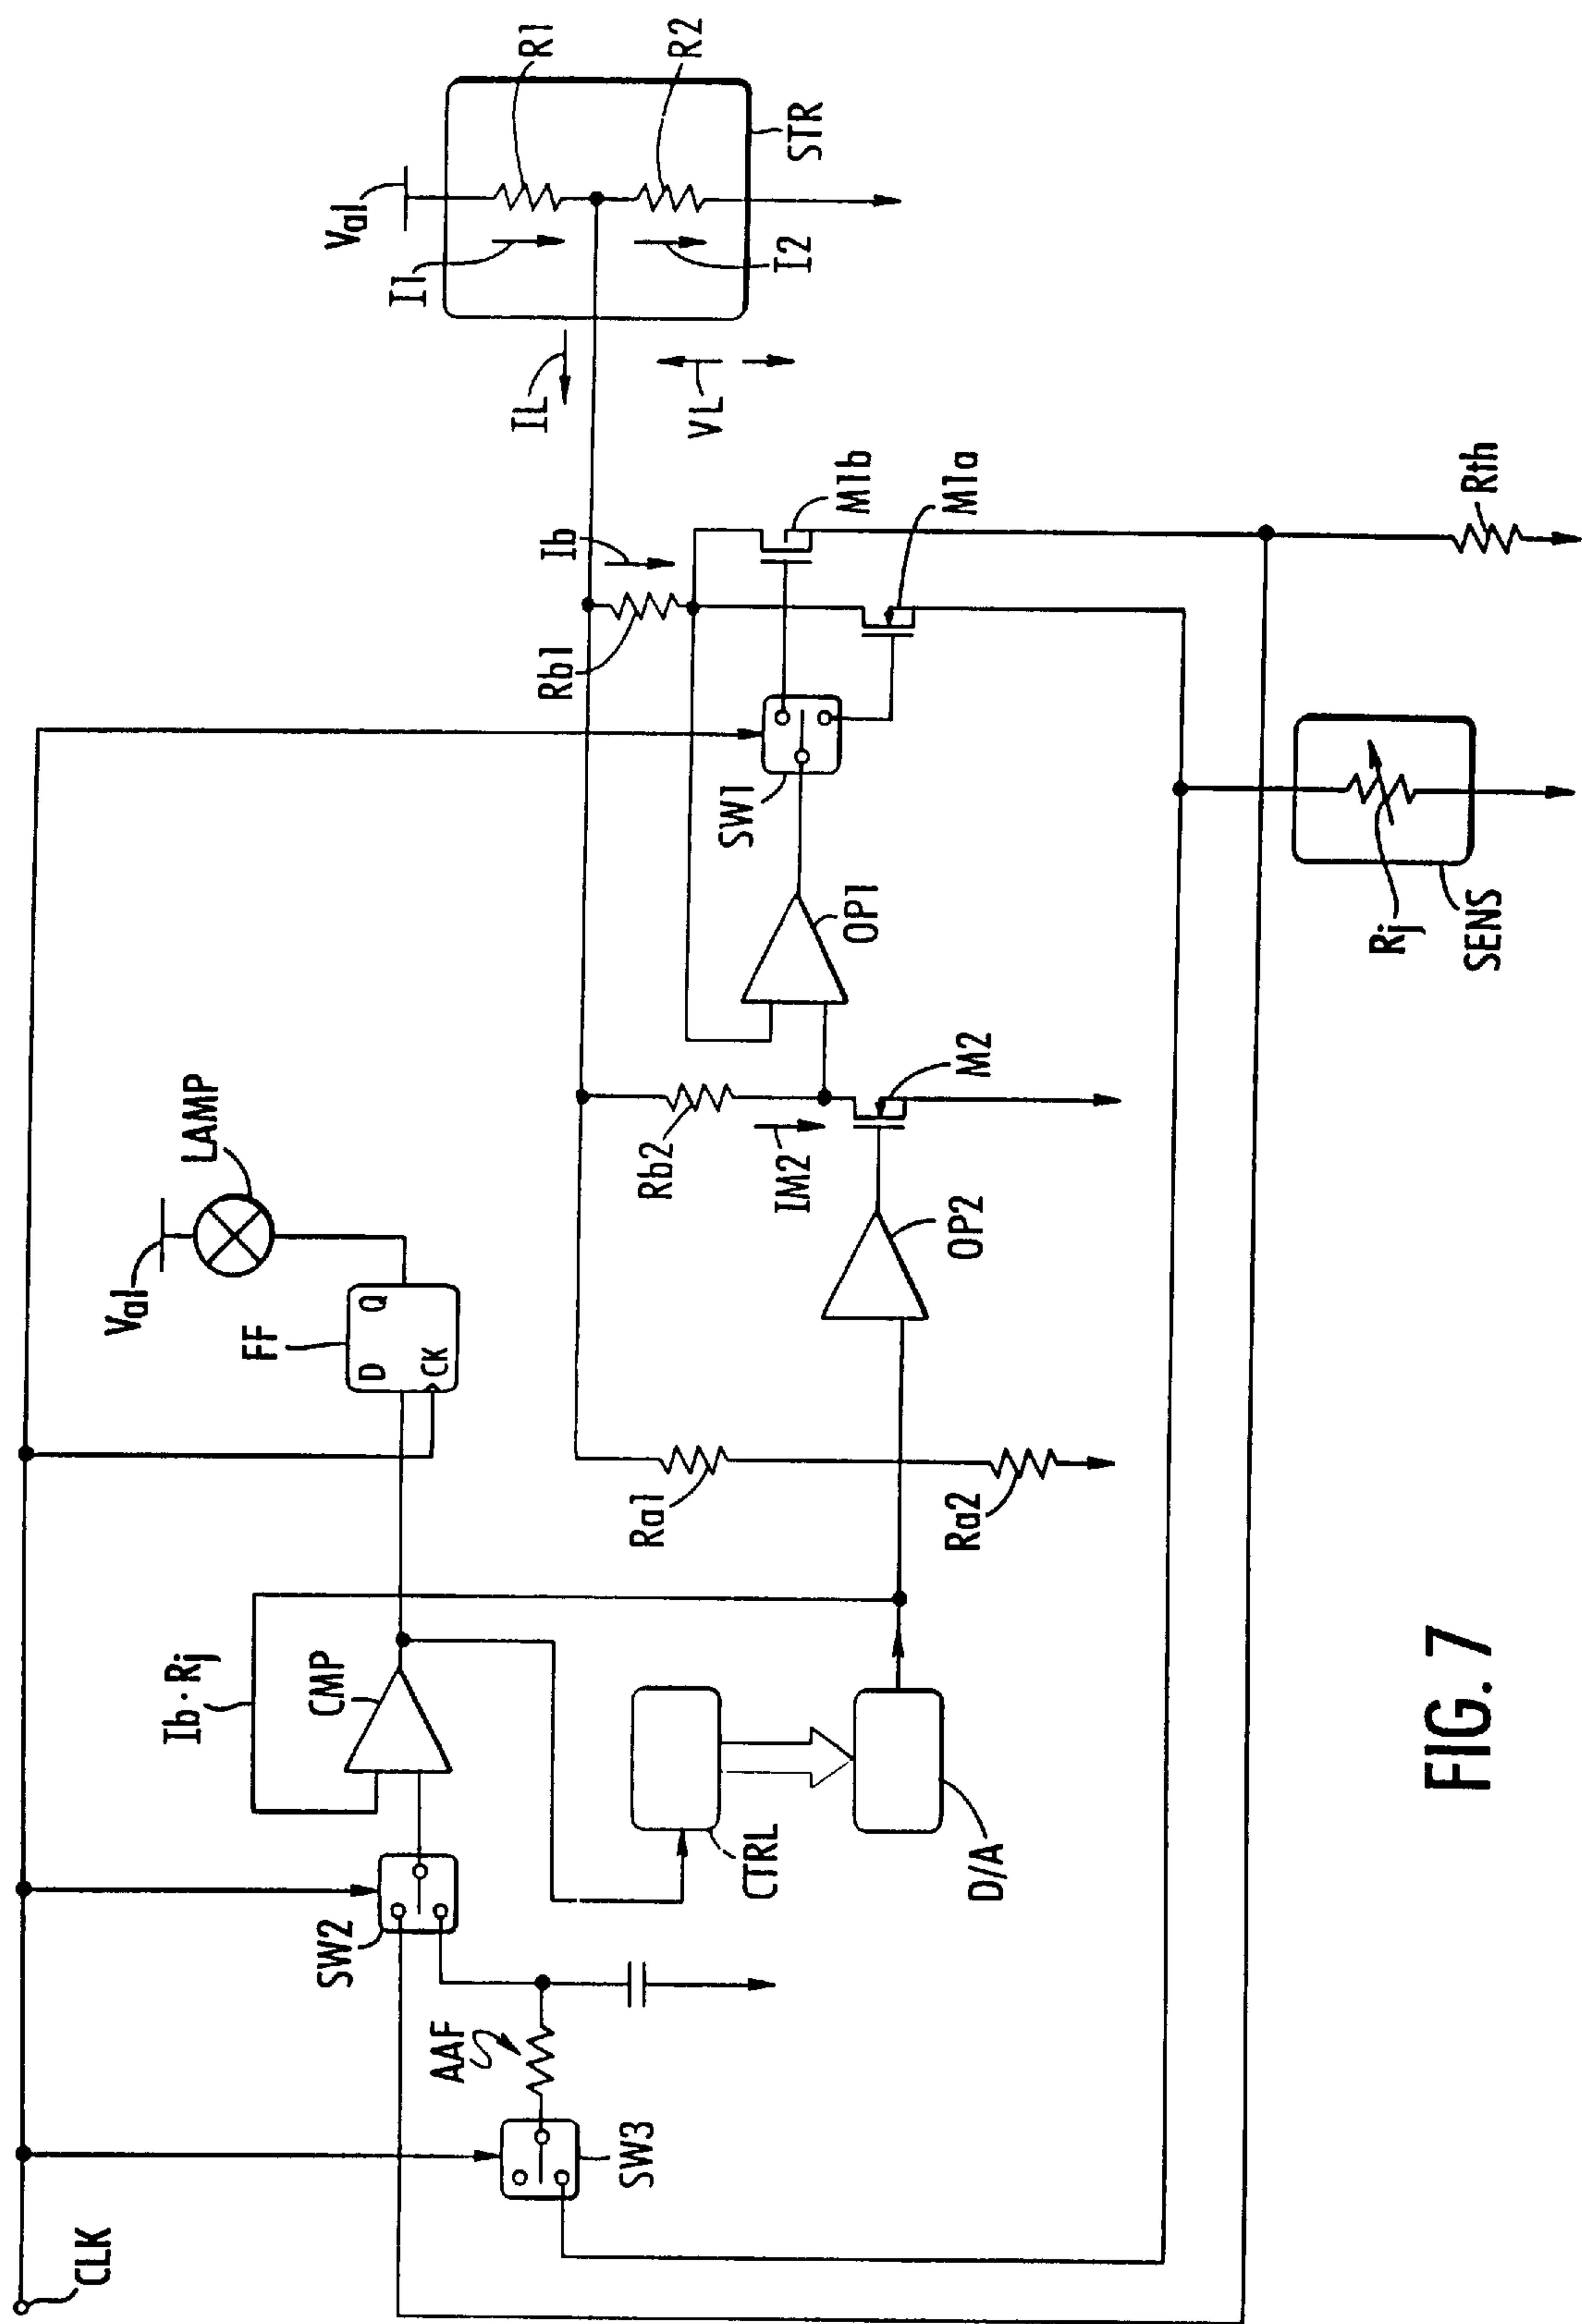 CLK
SW3
AAF
SW2
Ib·Rj
CMP
CTRL
D/A
FF
D
Q
CK
Val
LAMP
Ra1
Ra2
OP2
Rb2
IM2
M2
OP1
SW1
Rb1
Ib
M1b
M1a
Rj
SENS
Rth
IL
VL
Val
I1
I2
R1
R2
STR
FIG. 7